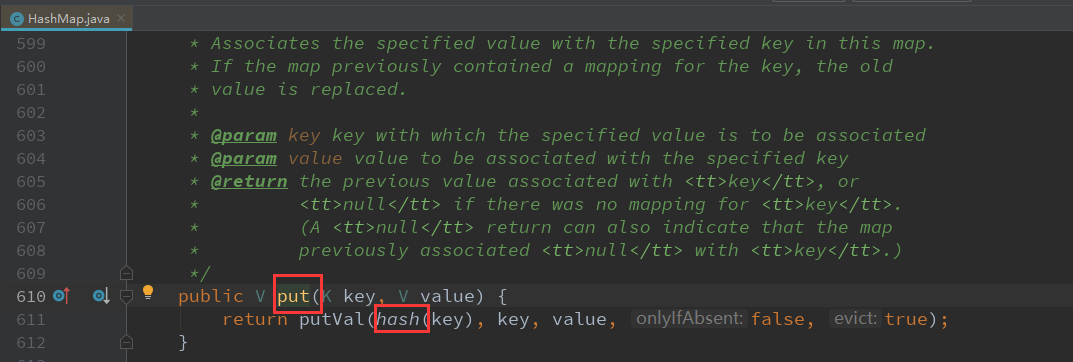 HashMap.java
599 * Associates the specified value with the specified key in this map.
600 * If the map previously contained a mapping for the key, the old
601 * value is replaced.
602 *
603 * @param key key with which the specified value is to be associated
604 * @param value value to be associated with the specified key
605 * @return the previous value associated with <tt>key</tt>, or
606 * <tt>null</tt> if there was no mapping for <tt>key</tt>.
607 * (A <tt>null</tt> return can also indicate that the map
608 * previously associated <tt>null</tt> with <tt>key</tt>.)
609 */
610 public V put(K key, V value) {
611 return putVal(hash(key), key, value, onlyIfAbsent: false, evict: true);
612 }